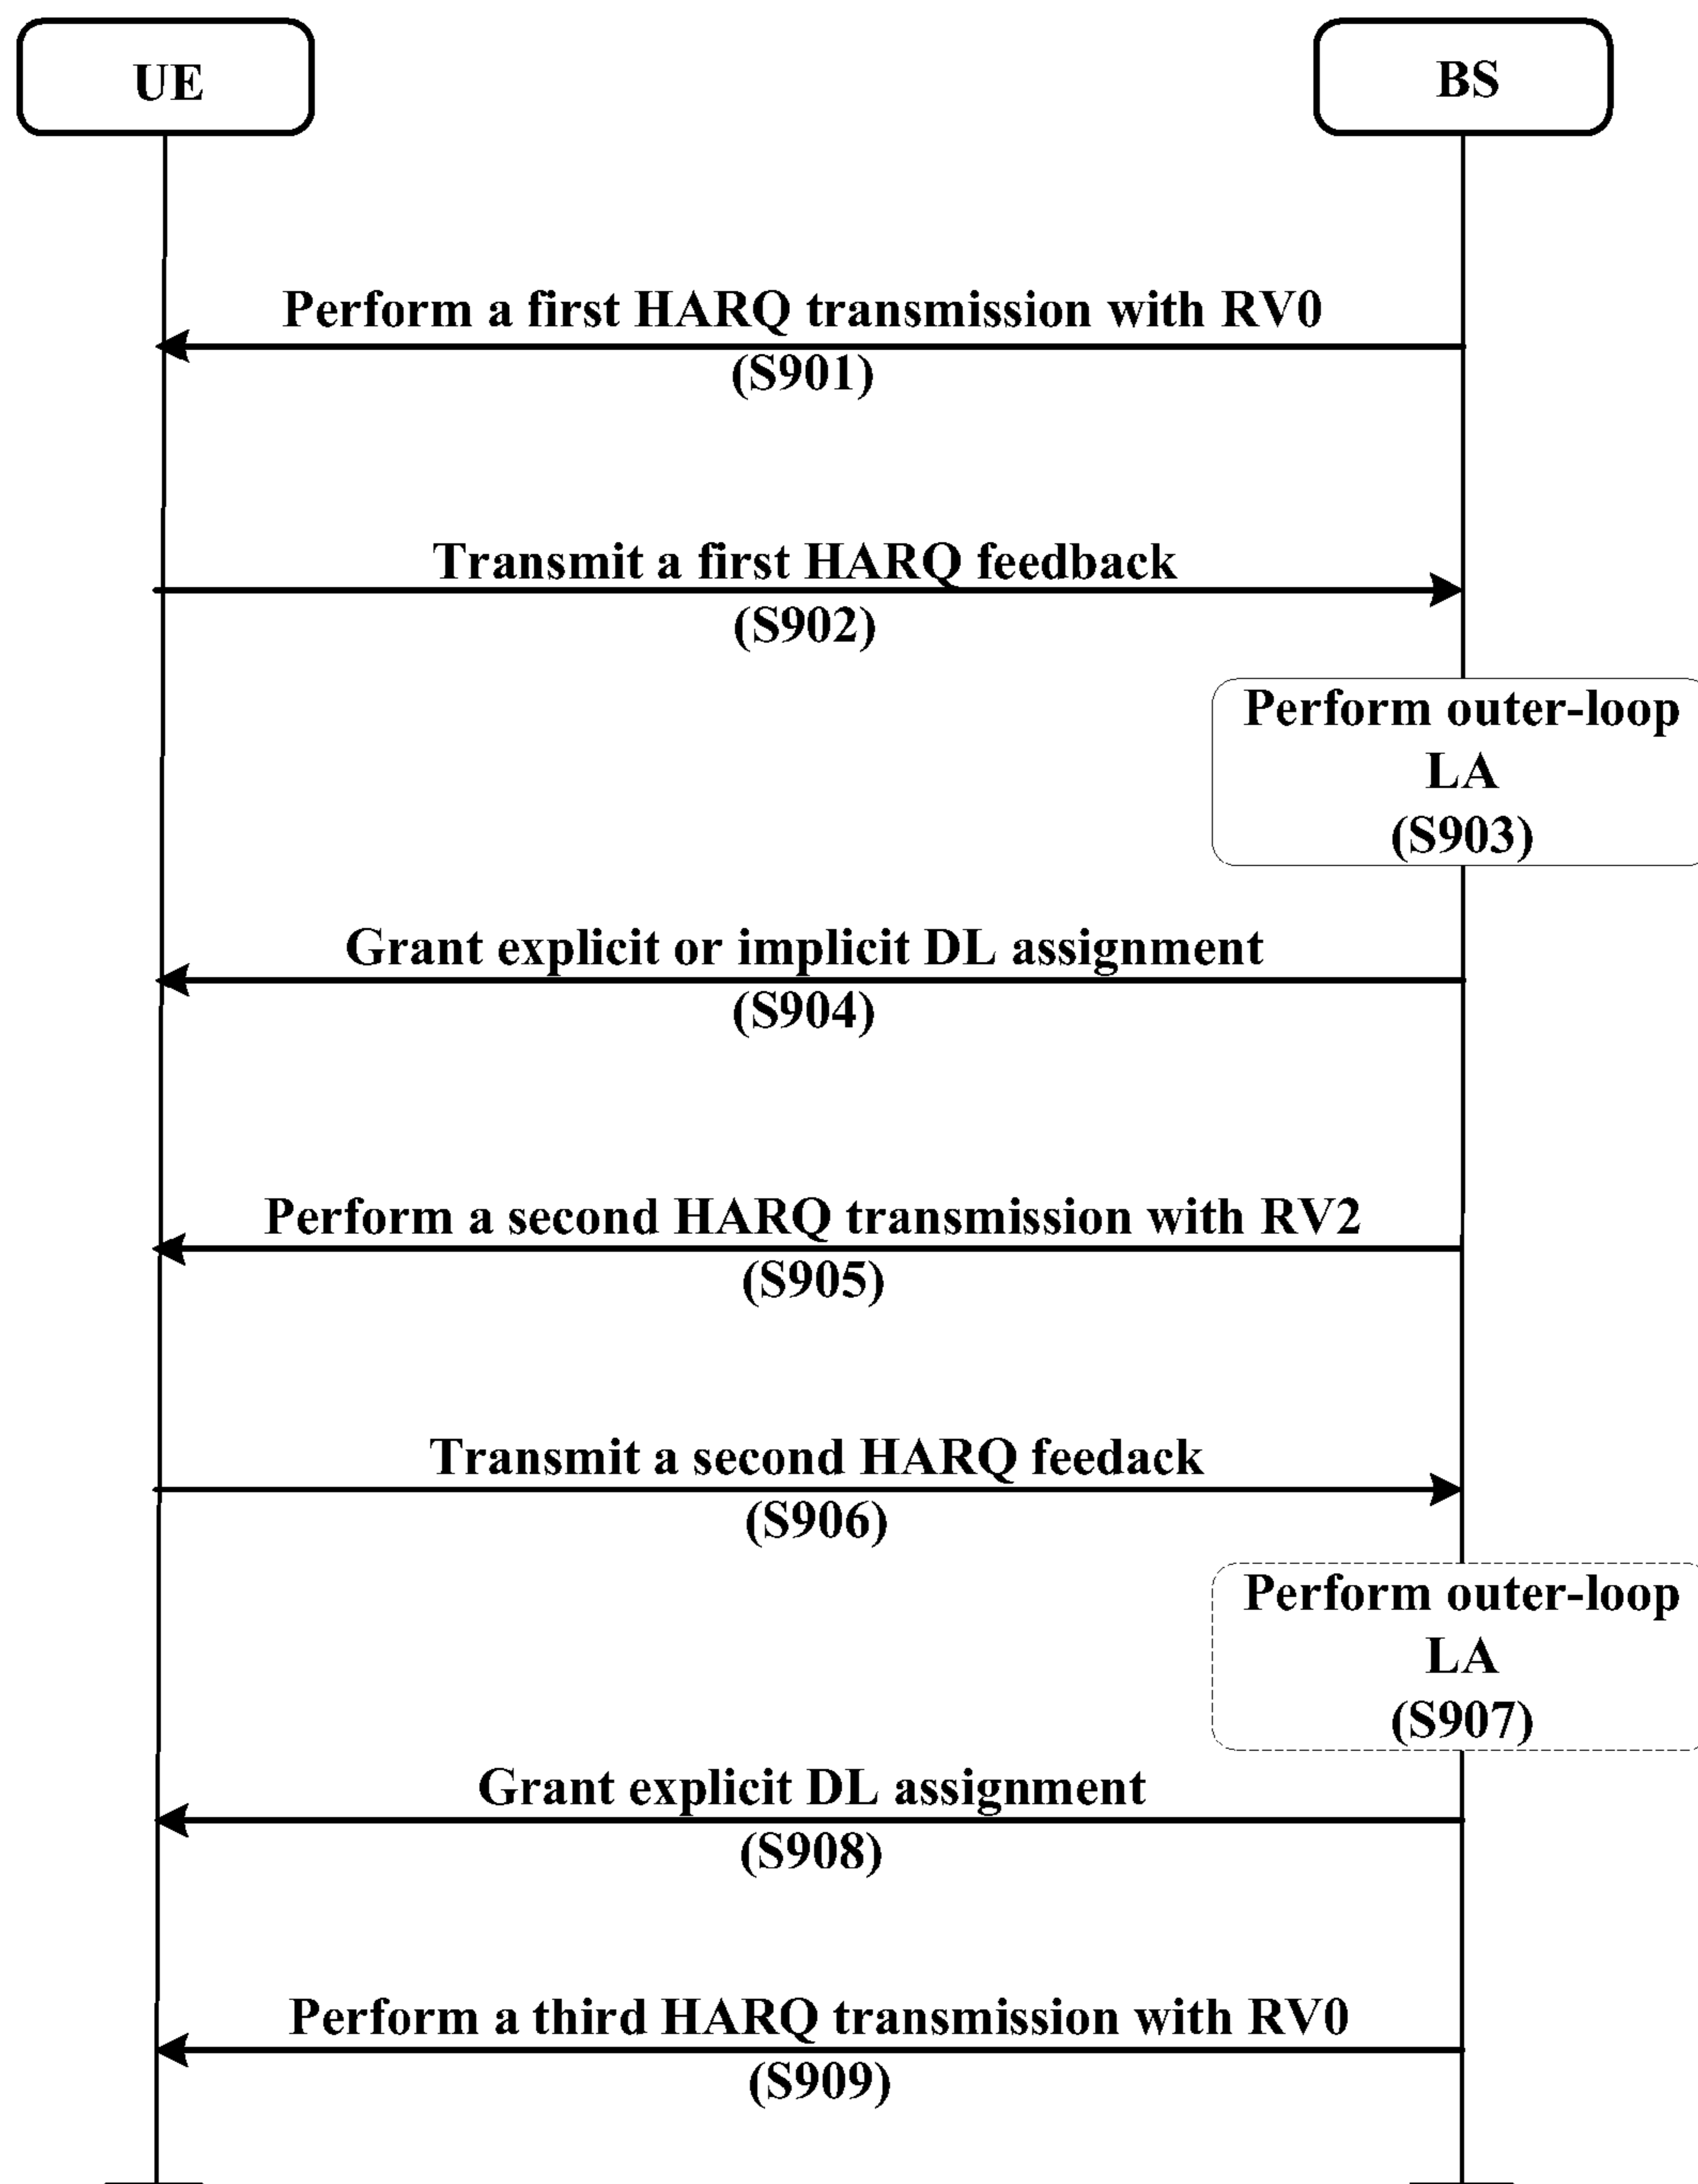 UE
BS
Perform a first HARQ transmission with RV0
(S901)
Transmit a first HARQ feedback
(S902)
Perform outer-loop
LA
(S903)
Grant explicit or implicit DL assignment
(S904)
Perform a second HARQ transmission with RV2
(S905)
Transmit a second HARQ feedack
(S906)
Perform outer-loop
LA
(S907)
Grant explicit DL assignment
(S908)
Perform a third HARQ transmission with RV0
(S909)